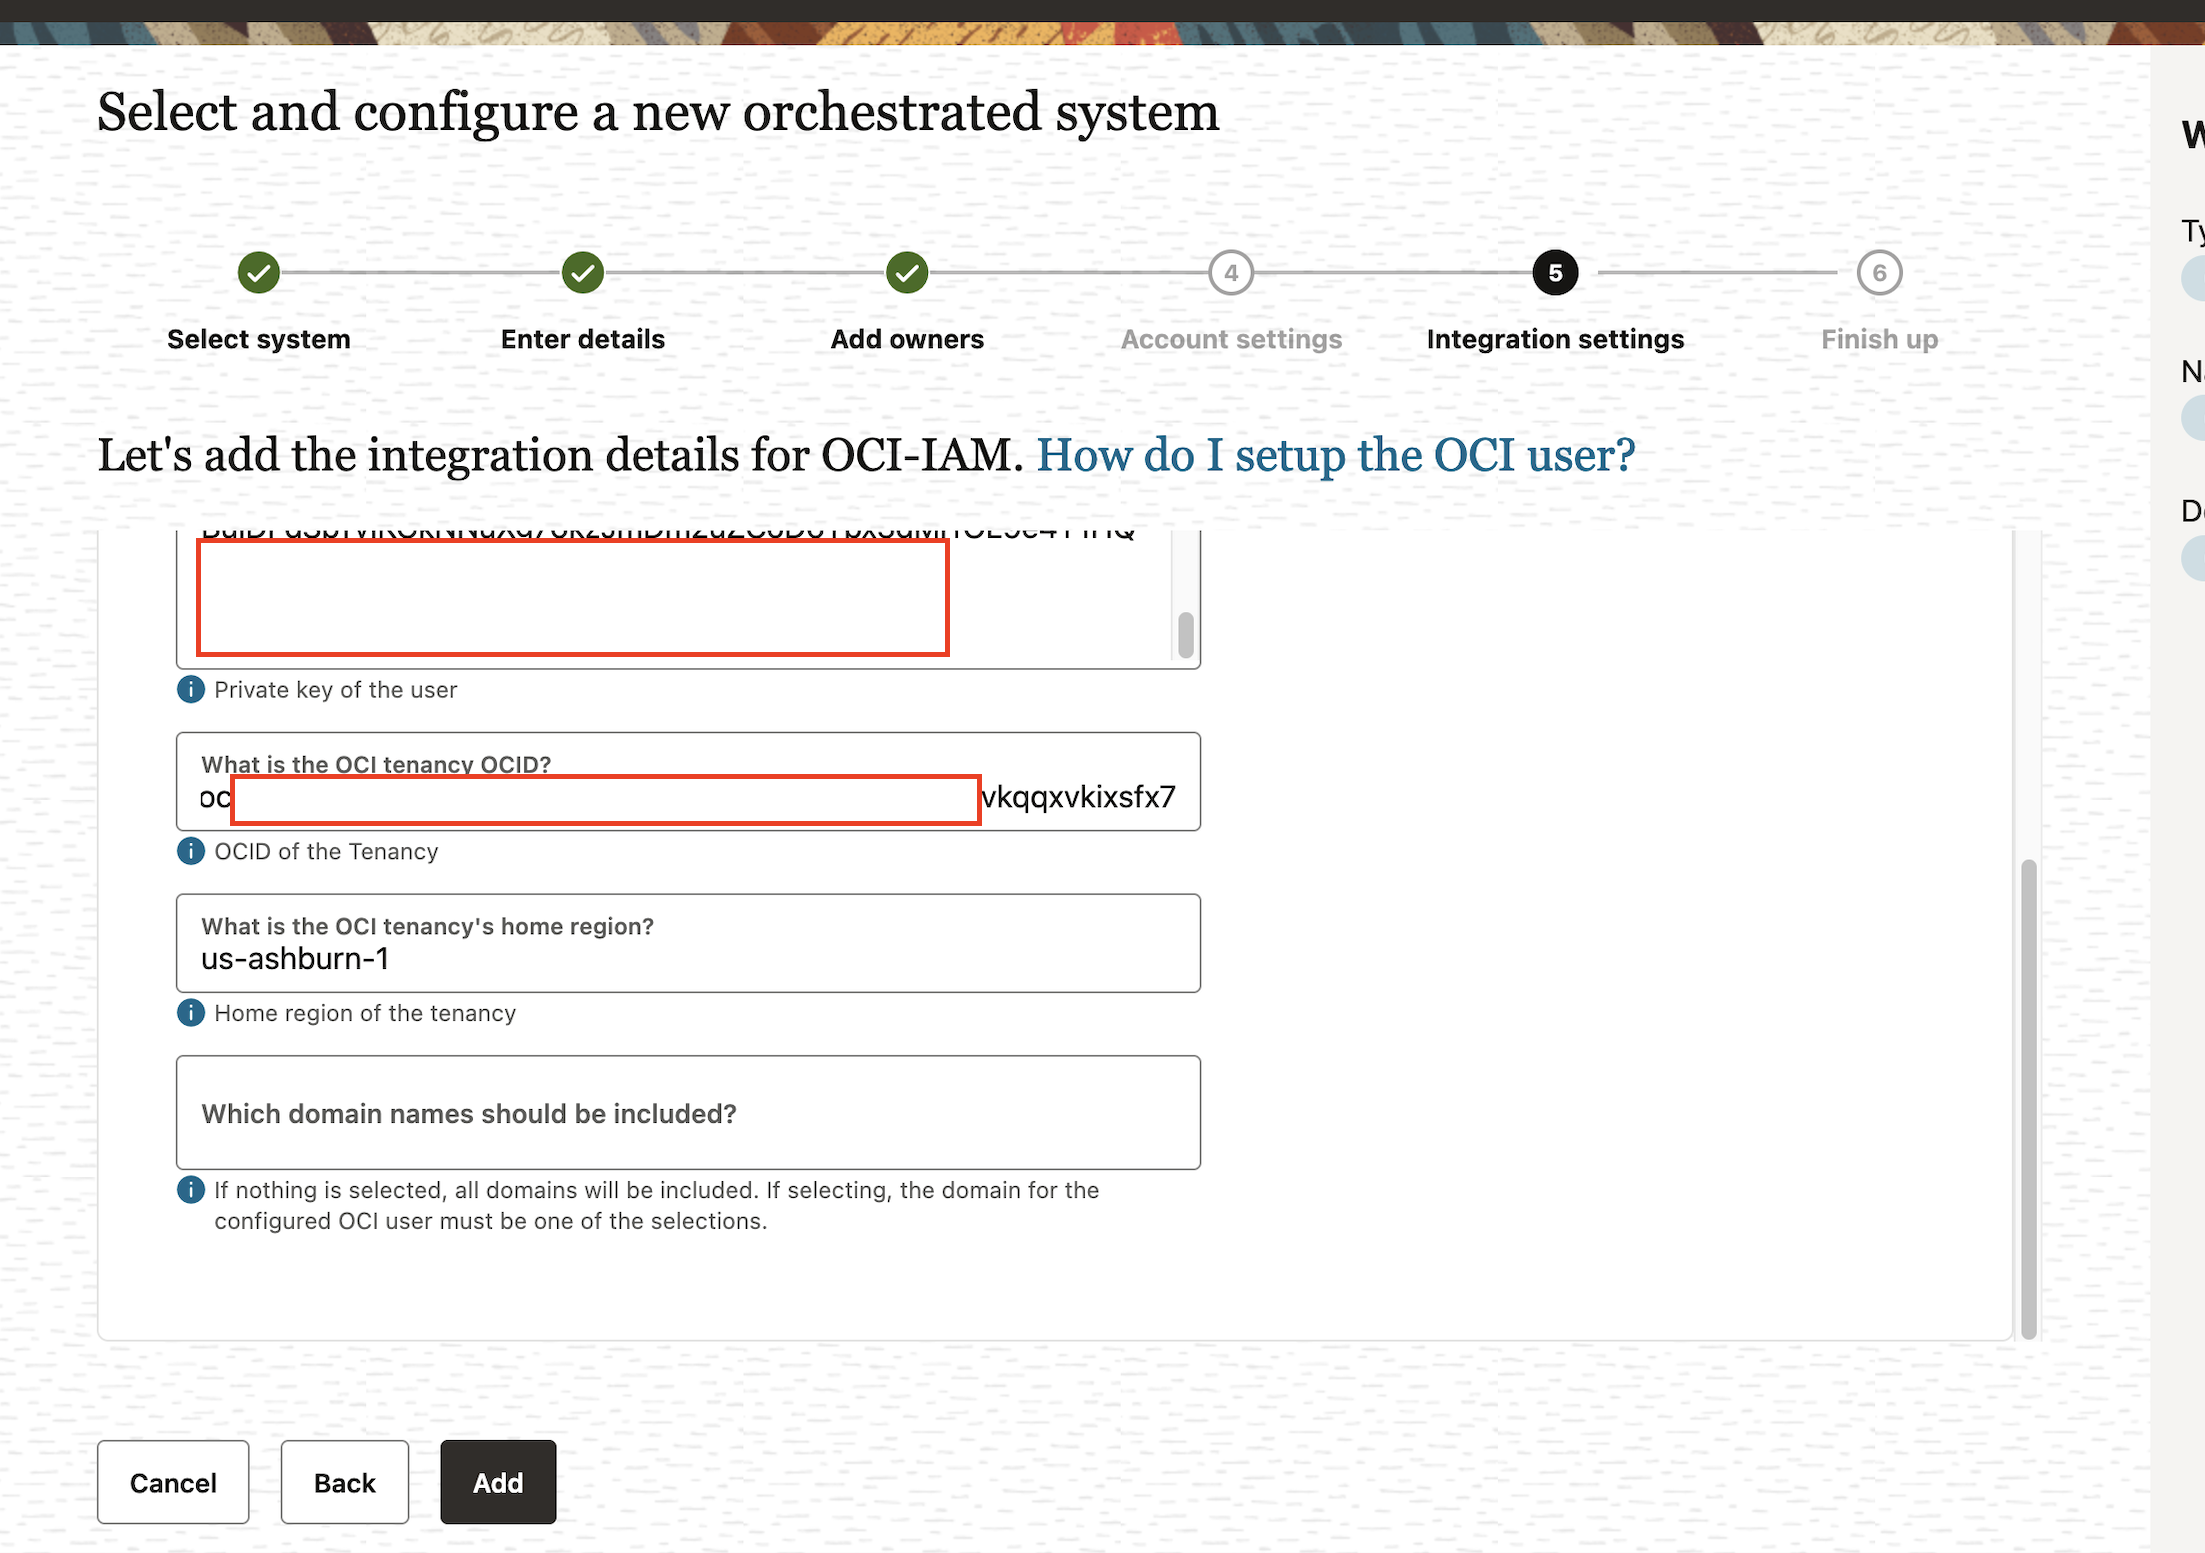 Select and configure a new orchestrated system
4
5
6
Select system
Enter details
Add owners
Account settings
Integration settings
Finish up
Let's add the integration details for OCI-IAM. How do I setup the OCI user?
Private key of the user
What is the OCI tenancy OCID?
oc
vkqqxvkixsfx7
OCID of the Tenancy
What is the OCI tenancy's home region?
us-ashburn-1
Home region of the tenancy
Which domain names should be included?
If nothing is selected, all domains will be included. If selecting, the domain for the
configured OCI user must be one of the selections.
Cancel
Back
Add